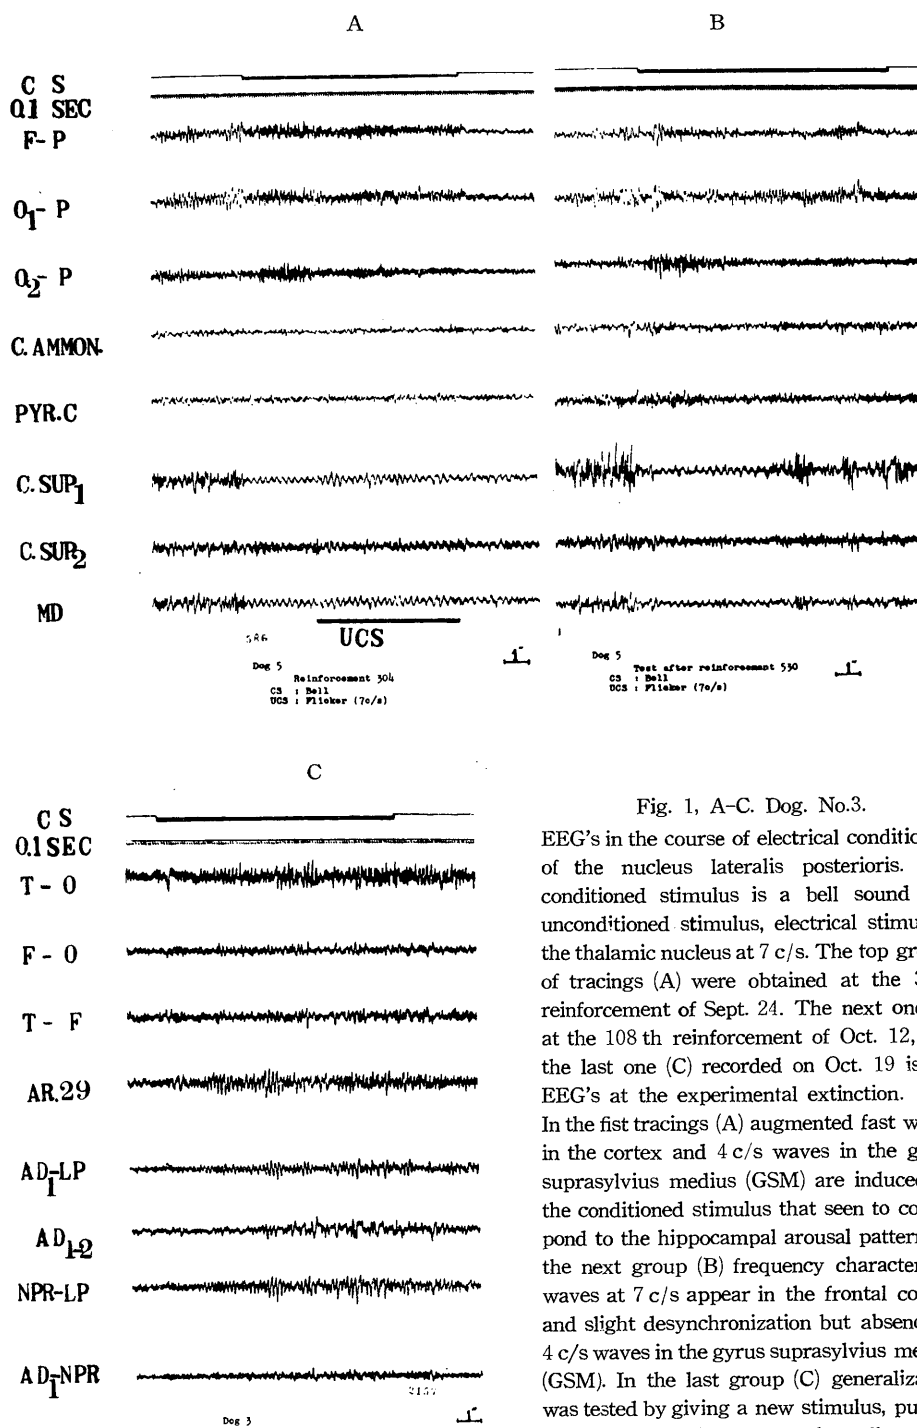 A
B
C S
0.1 SEC
F- P
O1- P
O2- P
C. AMMON.
PYR.C
C. SUP1
C. SUP2
MD
586
UCS
1"
Dog 5
Reinforcement 304
CS : Bell
UCS : Flicker (7c/s)
Dog 5
Test after reinforcement 530
CS : Bell
UCS : Flicker (7c/s)
1"
C
C S
0.1 SEC
T - O
F - O
T - F
AR.29
AD1-LP
AD1-2
NPR-LP
AD1-NPR
Dog 3
1"
Fig. 1, A-C. Dog. No.3.
EEG's in the course of electrical conditio
of the nucleus lateralis posterioris.
conditioned stimulus is a bell sound
unconditioned stimulus, electrical stimu
the thalamic nucleus at 7 c/s. The top gr
of tracings (A) were obtained at the 3
reinforcement of Sept. 24. The next one
at the 108 th reinforcement of Oct. 12,
the last one (C) recorded on Oct. 19 is
EEG's at the experimental extinction.
In the fist tracings (A) augmented fast w
in the cortex and 4 c/s waves in the g
suprasylvius medius (GSM) are induced
the conditioned stimulus that seen to co
pond to the hippocampal arousal pattern
the next group (B) frequency character
waves at 7 c/s appear in the frontal co
and slight desynchronization but absenc
4 c/s waves in the gyrus suprasylvius me
(GSM). In the last group (C) generaliza
was tested by giving a new stimulus, pu